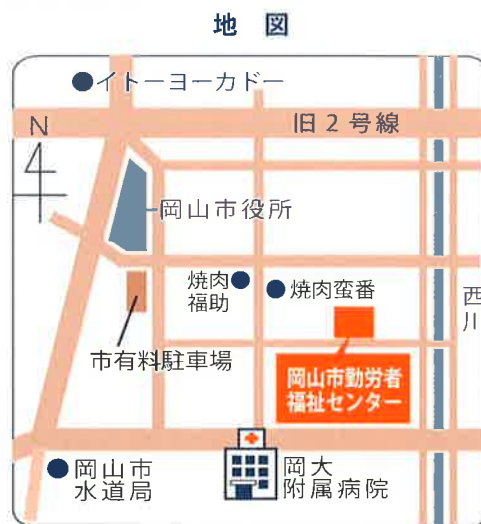 地 図
イトーヨーカドー
N
旧2号線
岡山市役所
焼肉
福助
焼肉蛮番
西川
市有料駐車場
岡山市勤労者
福祉センター
岡山市
水道局
岡大
附属病院